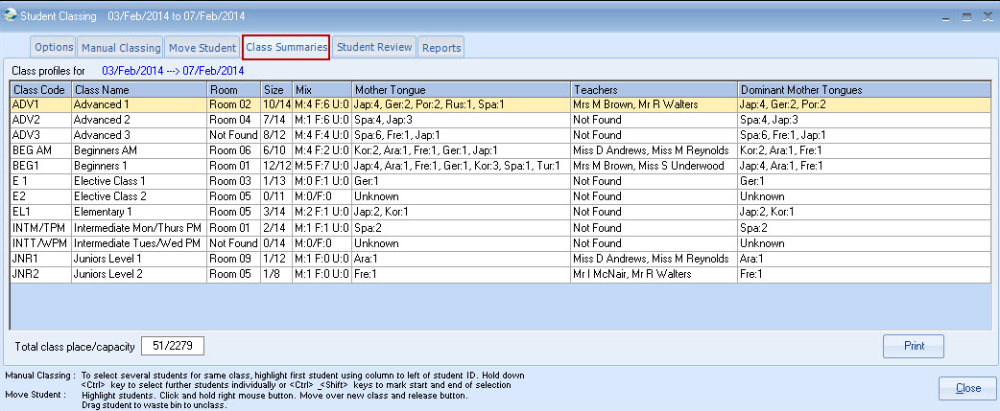 Student Classing 03/Feb/2014 to 07/Feb/2014
Options Manual Classing Move Student Class Summaries Student Review Reports
Class profiles for 03/Feb/2014 ---> 07/Feb/2014
Class Code Class Name Room Size Mix Mother Tongue Teachers Dominant Mother Tongues
ADV1 Advanced 1 Room 02 10/14 M:4 F:6 U:0 Jap:4, Ger:2, Por:2, Rus:1, Spa:1 Mrs M Brown, Mr R Walters Jap:4, Ger:2, Por:2
ADV2 Advanced 2 Room 04 7/14 M:1 F:6 U:0 Spa:4, Jap:3 Not Found Spa:4, Jap:3
ADV3 Advanced 3 Not Found 8/12 M:4 F:4 U:0 Spa:6, Fre:1, Jap:1 Not Found Spa:6, Fre:1, Jap:1
BEG AM Beginners AM Room 06 6/10 M:4 F:2 U:0 Kor:2, Ara:1, Fre:1, Ger:1, Jap:1 Miss D Andrews, Miss M Reynolds Kor:2, Ara:1, Fre:1
BEG1 Beginners 1 Room 01 12/12 M:5 F:7 U:0 Jap:4, Ara:1, Fre:1, Ger:1, Kor:3, Spa:1, Tur:1 Mrs M Brown, Miss S Underwood Jap:4, Ara:1, Fre:1
E 1 Elective Class 1 Room 03 1/13 M:0 F:1 U:0 Ger:1 Not Found Ger:1
E2 Elective Class 2 Room 05 0/11 M:0/F:0 Unknown Not Found Unknown
EL1 Elementary 1 Room 05 3/14 M:2 F:1 U:0 Jap:2, Kor:1 Not Found Jap:2, Kor:1
INTM/TPM Intermediate Mon/Thurs PM Room 01 2/14 M:1 F:1 U:0 Spa:2 Not Found Spa:2
INTT/WPM Intermediate Tues/Wed PM Not Found 0/14 M:0/F:0 Unknown Not Found Unknown
JNR1 Juniors Level 1 Room 09 1/12 M:1 F:0 U:0 Ara:1 Miss D Andrews, Miss M Reynolds Ara:1
JNR2 Juniors Level 2 Room 05 1/8 M:1 F:0 U:0 Fre:1 Mr I McNair, Mr R Walters Fre:1
Total class place/capacity 51/2279 Print
Manual Classing : To select several students for same class, highlight first student using column to left of student ID. Hold down
<Ctrl> key to select further students individually or <Ctrl> _<Shift> keys to mark start and end of selection
Move Student : Highlight students. Click and hold right mouse button. Move over new class and release button.
Drag student to waste bin to unclass.
Close